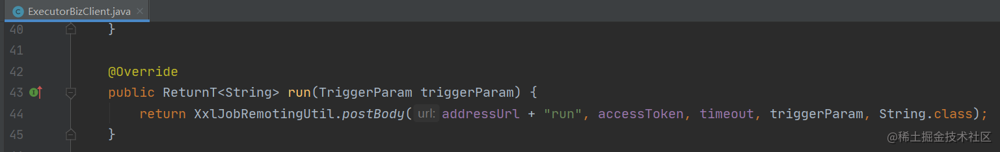 ExecutorBizClient.java
40 }
41
42 @Override
43 public ReturnT<String> run(TriggerParam triggerParam) {
44 return XxlJobRemotingUtil.postBody( url: addressUrl + "run", accessToken, timeout, triggerParam, String.class);
45 }
@稀土掘金技术社区